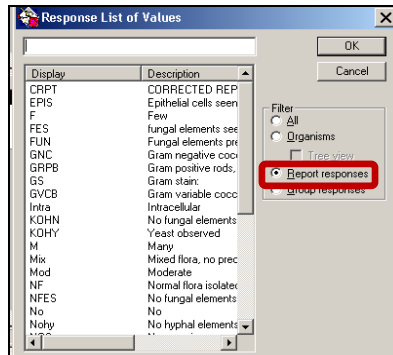 Response List of Values
OK
Cancel
Display Description
CRPT CORRECTED REP
EPIS Epithelial cells seen
F Few
FES fungal elements see
FUN Fungal elements pre
GNC Gram negative cocc
GRPB Gram positive rods,
GS Gram stain:
GVCB Gram variable cocc
Intra Intracellular
KOHN No fungal elements
KOHY Yeast observed
M Many
Mix Mixed flora, no prec
Mod Moderate
NF Normal flora isolated
NFES No fungal elements
No No
Nohy No hyphal elements
Filter
All
Organisms
Tree view
Report responses
Group responses